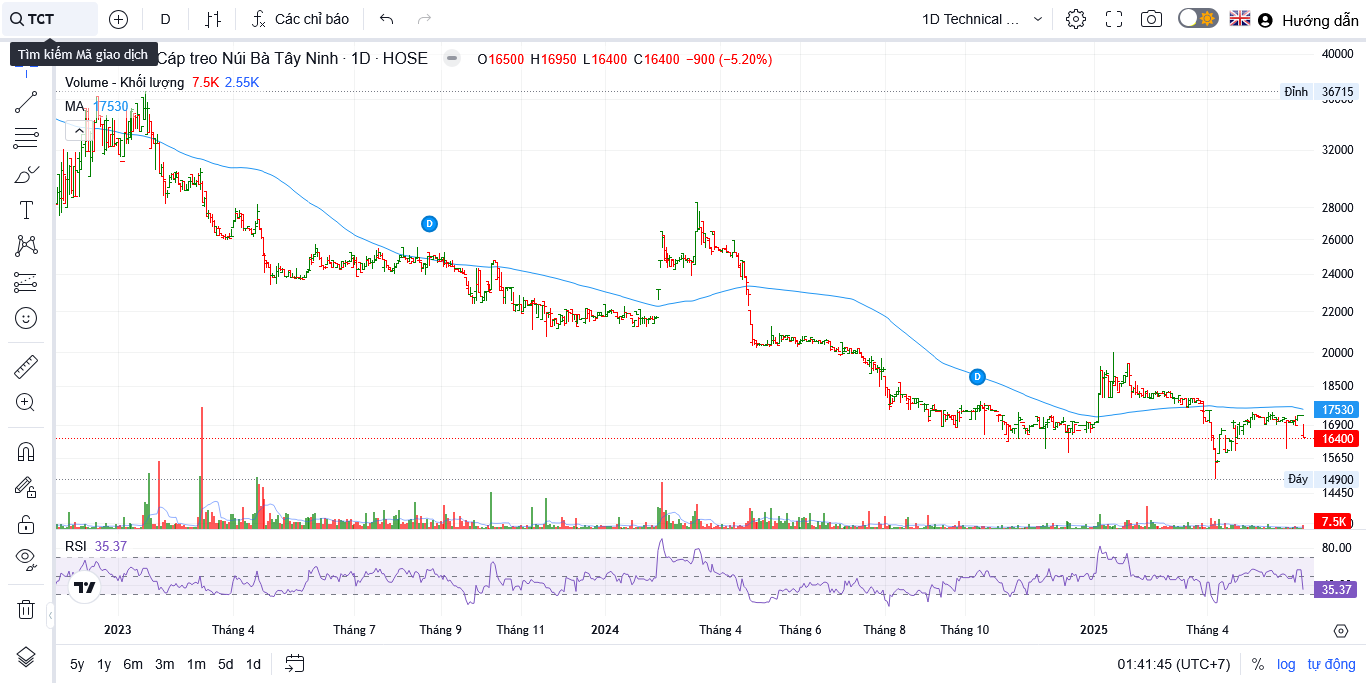 TCT
D
Các chỉ báo
1D Technical ...
Hướng dẫn
Tìm kiếm Mã giao dịch
Cáp treo Núi Bà Tây Ninh · 1D · HOSE
O16500 H16950 L16400 C16400 −900 (−5.20%)
Volume - Khối lượng 7.5K 2.55K
MA 17530
40000
Đỉnh 36715
32000
28000
26000
24000
22000
20000
18500
17530
16900
16400
15650
Đáy 14900
14450
7.5K
D
D
RSI 35.37
80.00
35.37
2023
Tháng 4
Tháng 7
Tháng 9
Tháng 11
2024
Tháng 4
Tháng 6
Tháng 8
Tháng 10
2025
Tháng 4
5y 1y 6m 3m 1m 5d 1d
01:41:45 (UTC+7)
% log tự động